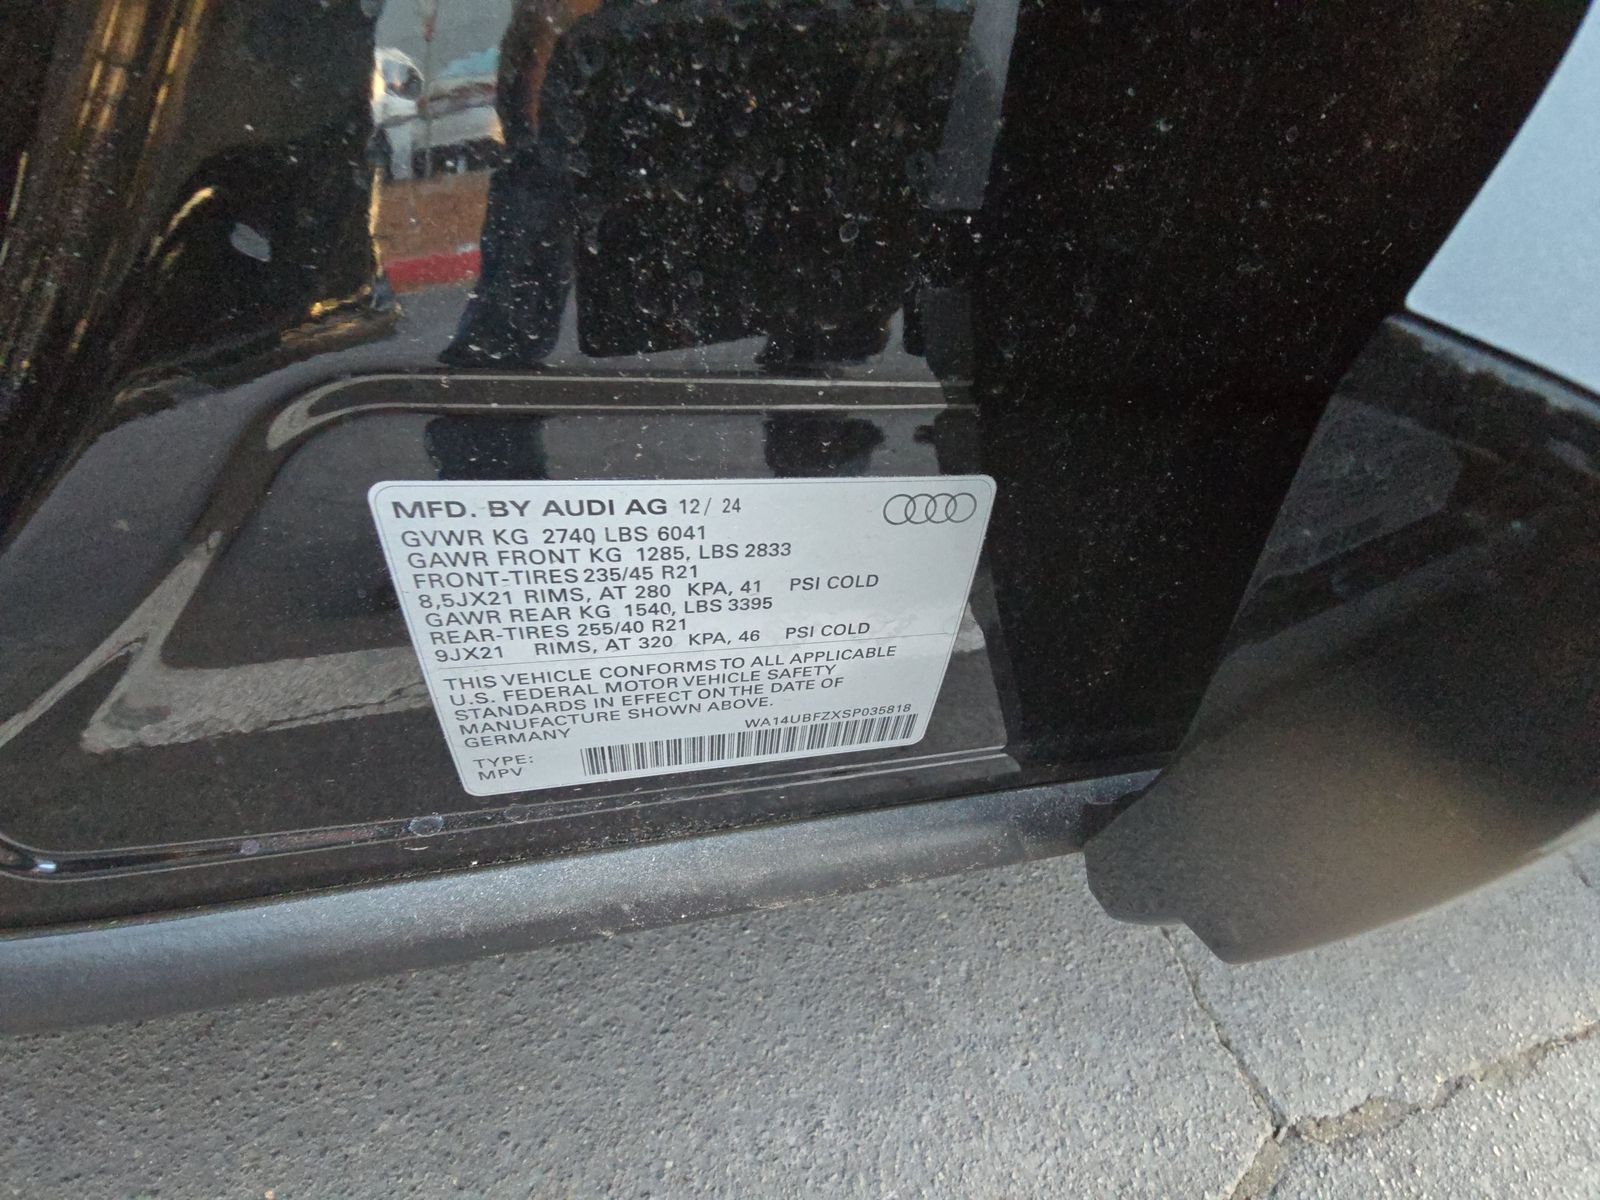 MFD. BY AUDI AG 12/ 24
GVWR KG 2740 LBS 6041
GAWR FRONT KG 1285, LBS 2833
FRONT-TIRES 235/45 R21
8,5JX21 RIMS, AT 280 KPA, 41 PSI COLD
GAWR REAR KG 1540, LBS 3395
REAR-TIRES 255/40 R21
9JX21 RIMS, AT 320 KPA, 46 PSI COLD
THIS VEHICLE CONFORMS TO ALL APPLICABLE
U.S. FEDERAL MOTOR VEHICLE SAFETY
STANDARDS IN EFFECT ON THE DATE OF
MANUFACTURE SHOWN ABOVE.
GERMANY
WA14UBFZXSP035818
TYPE:
MPV